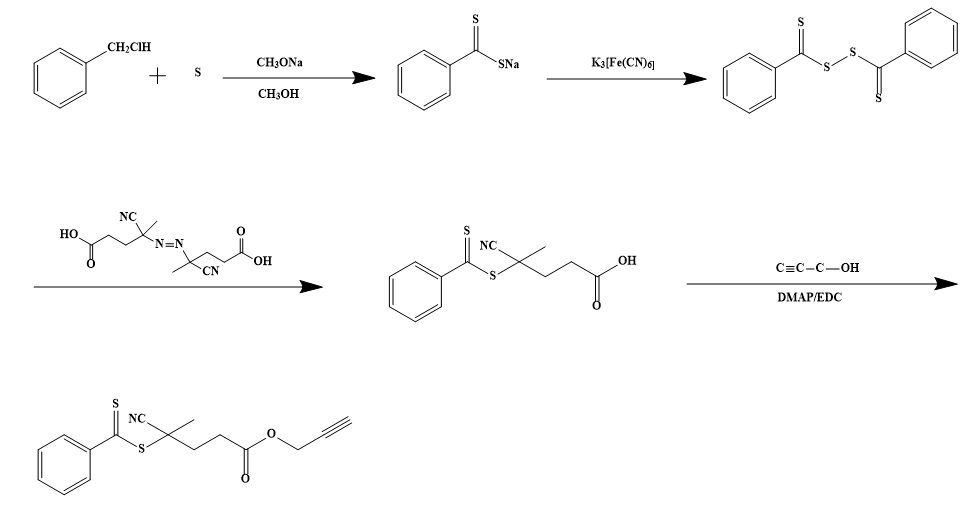 CH₂ClH
+
S
CH₃ONa
CH₃OH
S
SNa
K₃[Fe(CN)₆]
S
S
S
S
NC
HO
O
N=N
O
OH
CN
S
NC
S
OH
O
C≡C–C–OH
DMAP/EDC
S
NC
S
O
O